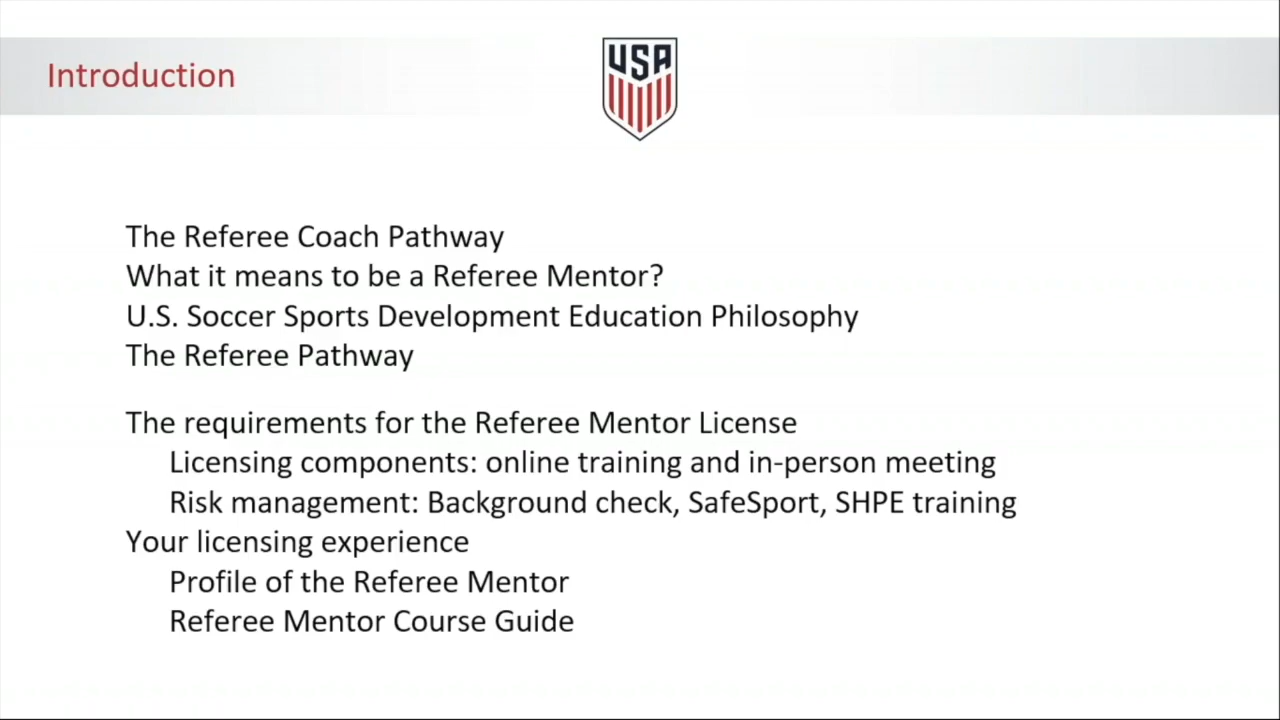 Introduction
USA
The Referee Coach Pathway
What it means to be a Referee Mentor?
U.S. Soccer Sports Development Education Philosophy
The Referee Pathway
The requirements for the Referee Mentor License
Licensing components: online training and in-person meeting
Risk management: Background check, SafeSport, SHPE training
Your licensing experience
Profile of the Referee Mentor
Referee Mentor Course Guide